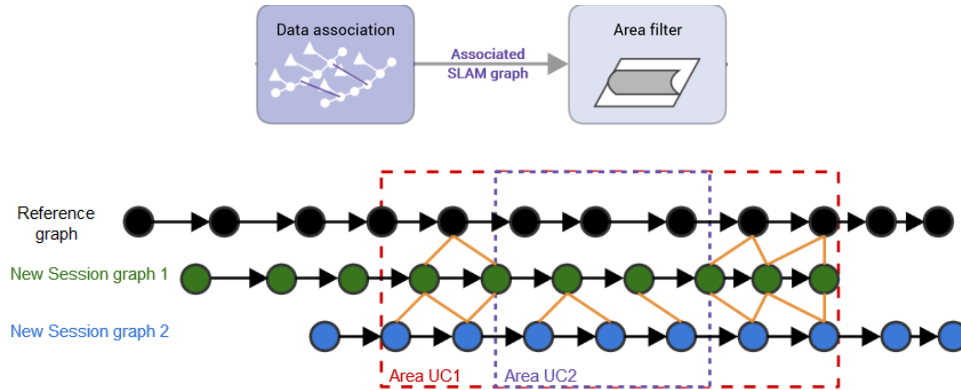 Data association
Associated
SLAM graph
Area filter
Reference
graph
New Session graph 1
New Session graph 2
Area UC1
Area UC2